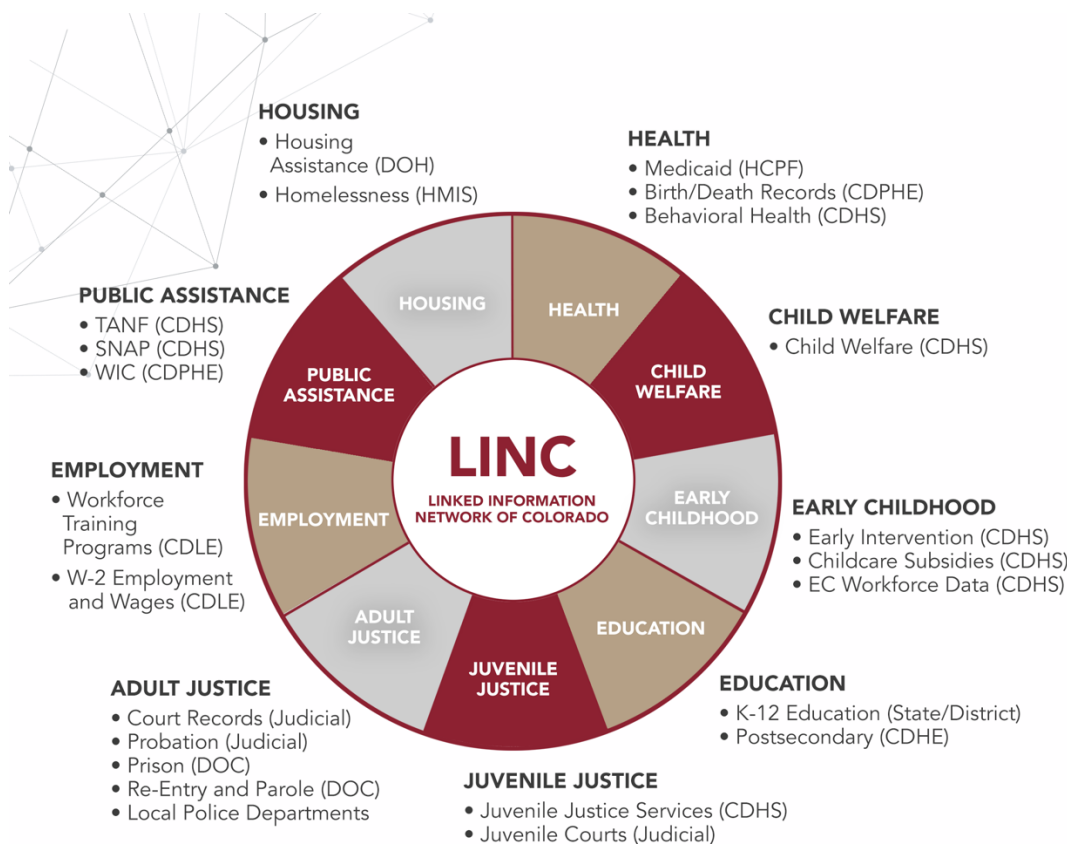 HOUSING
• Housing
Assistance (DOH)
• Homelessness (HMIS)
HEALTH
• Medicaid (HCPF)
• Birth/Death Records (CDPHE)
• Behavioral Health (CDHS)
PUBLIC ASSISTANCE
• TANF (CDHS)
• SNAP (CDHS)
• WIC (CDPHE)
CHILD WELFARE
• Child Welfare (CDHS)
EMPLOYMENT
• Workforce
Training
Programs (CDLE)
• W-2 Employment
and Wages (CDLE)
EARLY CHILDHOOD
• Early Intervention (CDHS)
• Childcare Subsidies (CDHS)
• EC Workforce Data (CDHS)
ADULT JUSTICE
• Court Records (Judicial)
• Probation (Judicial)
• Prison (DOC)
• Re-Entry and Parole (DOC)
• Local Police Departments
EDUCATION
• K-12 Education (State/District)
• Postsecondary (CDHE)
JUVENILE JUSTICE
• Juvenile Justice Services (CDHS)
• Juvenile Courts (Judicial)
HOUSING
HEALTH
PUBLIC
ASSISTANCE
CHILD
WELFARE
EMPLOYMENT
EARLY
CHILDHOOD
ADULT
JUSTICE
JUVENILE
JUSTICE
EDUCATION
LINC
LINKED INFORMATION
NETWORK OF COLORADO